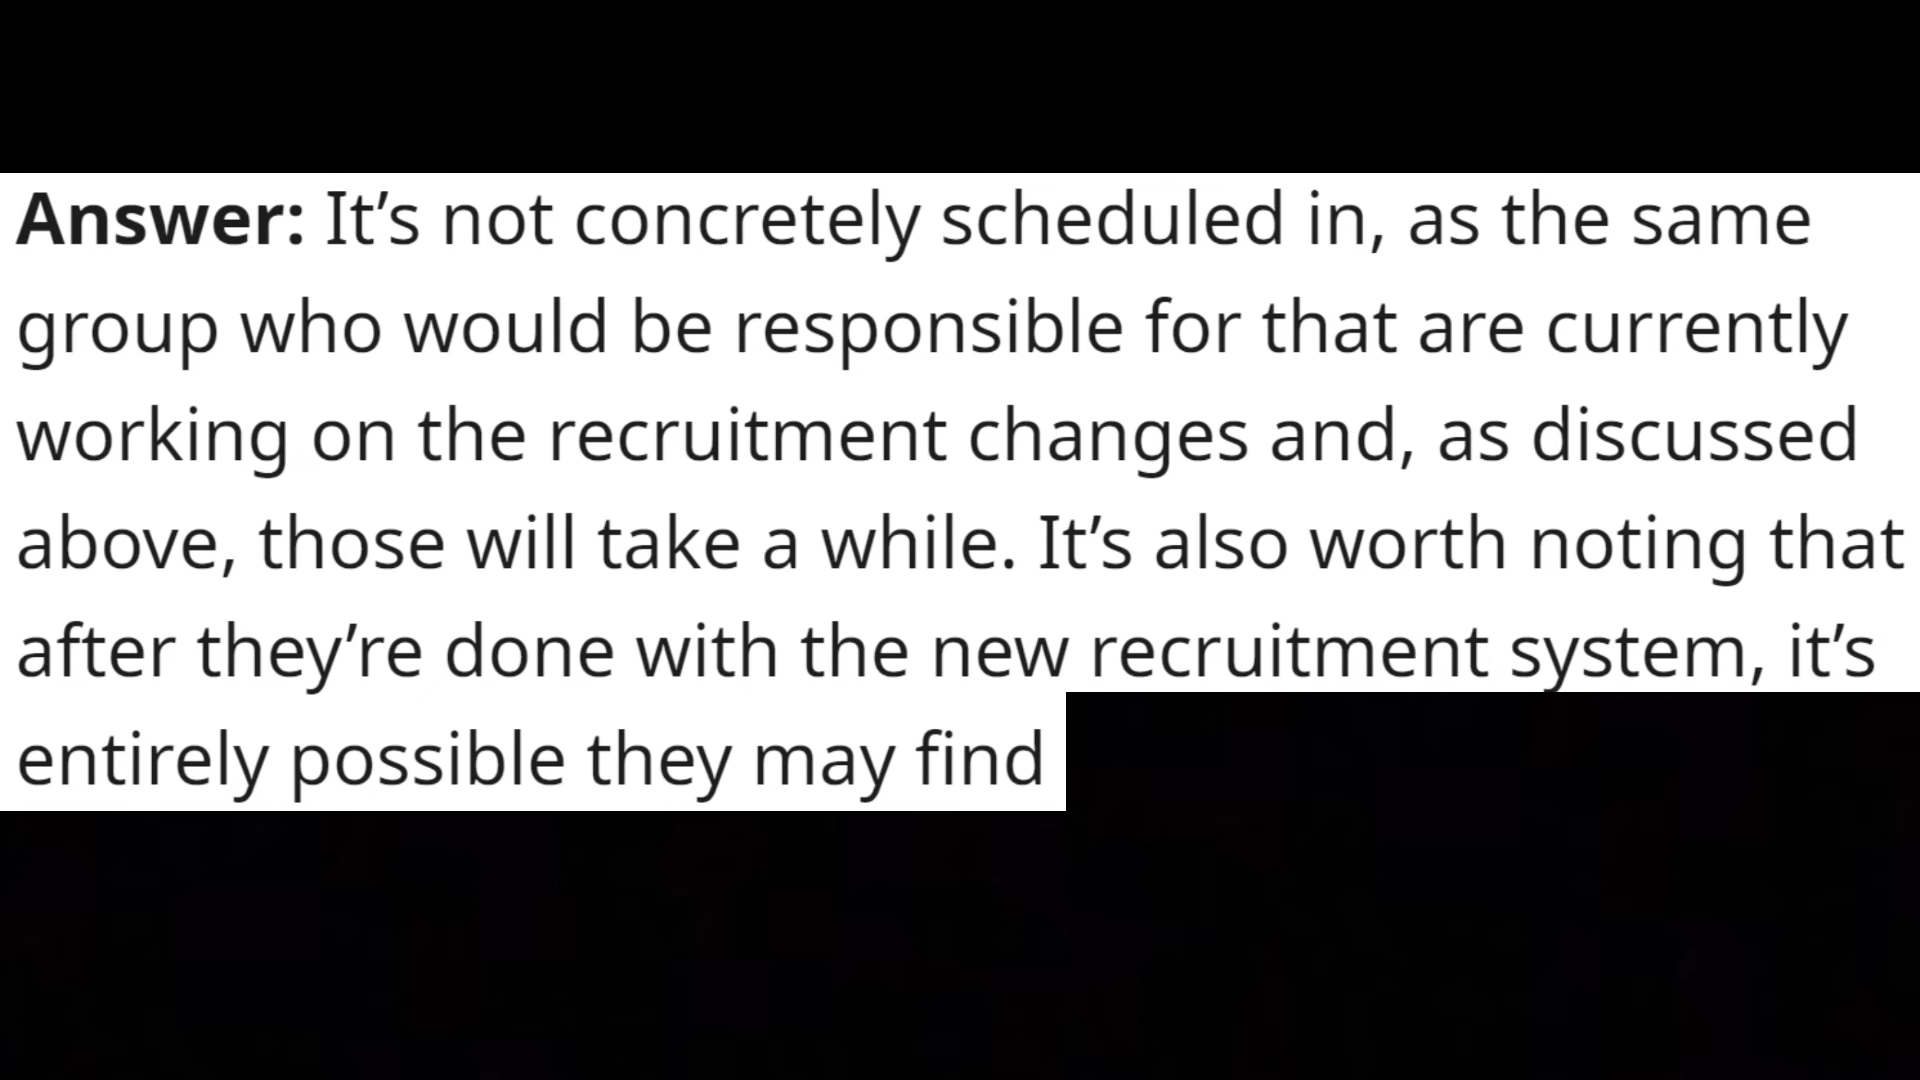 Answer: It’s not concretely scheduled in, as the same
group who would be responsible for that are currently
working on the recruitment changes and, as discussed
above, those will take a while. It’s also worth noting that
after they’re done with the new recruitment system, it’s
entirely possible they may find